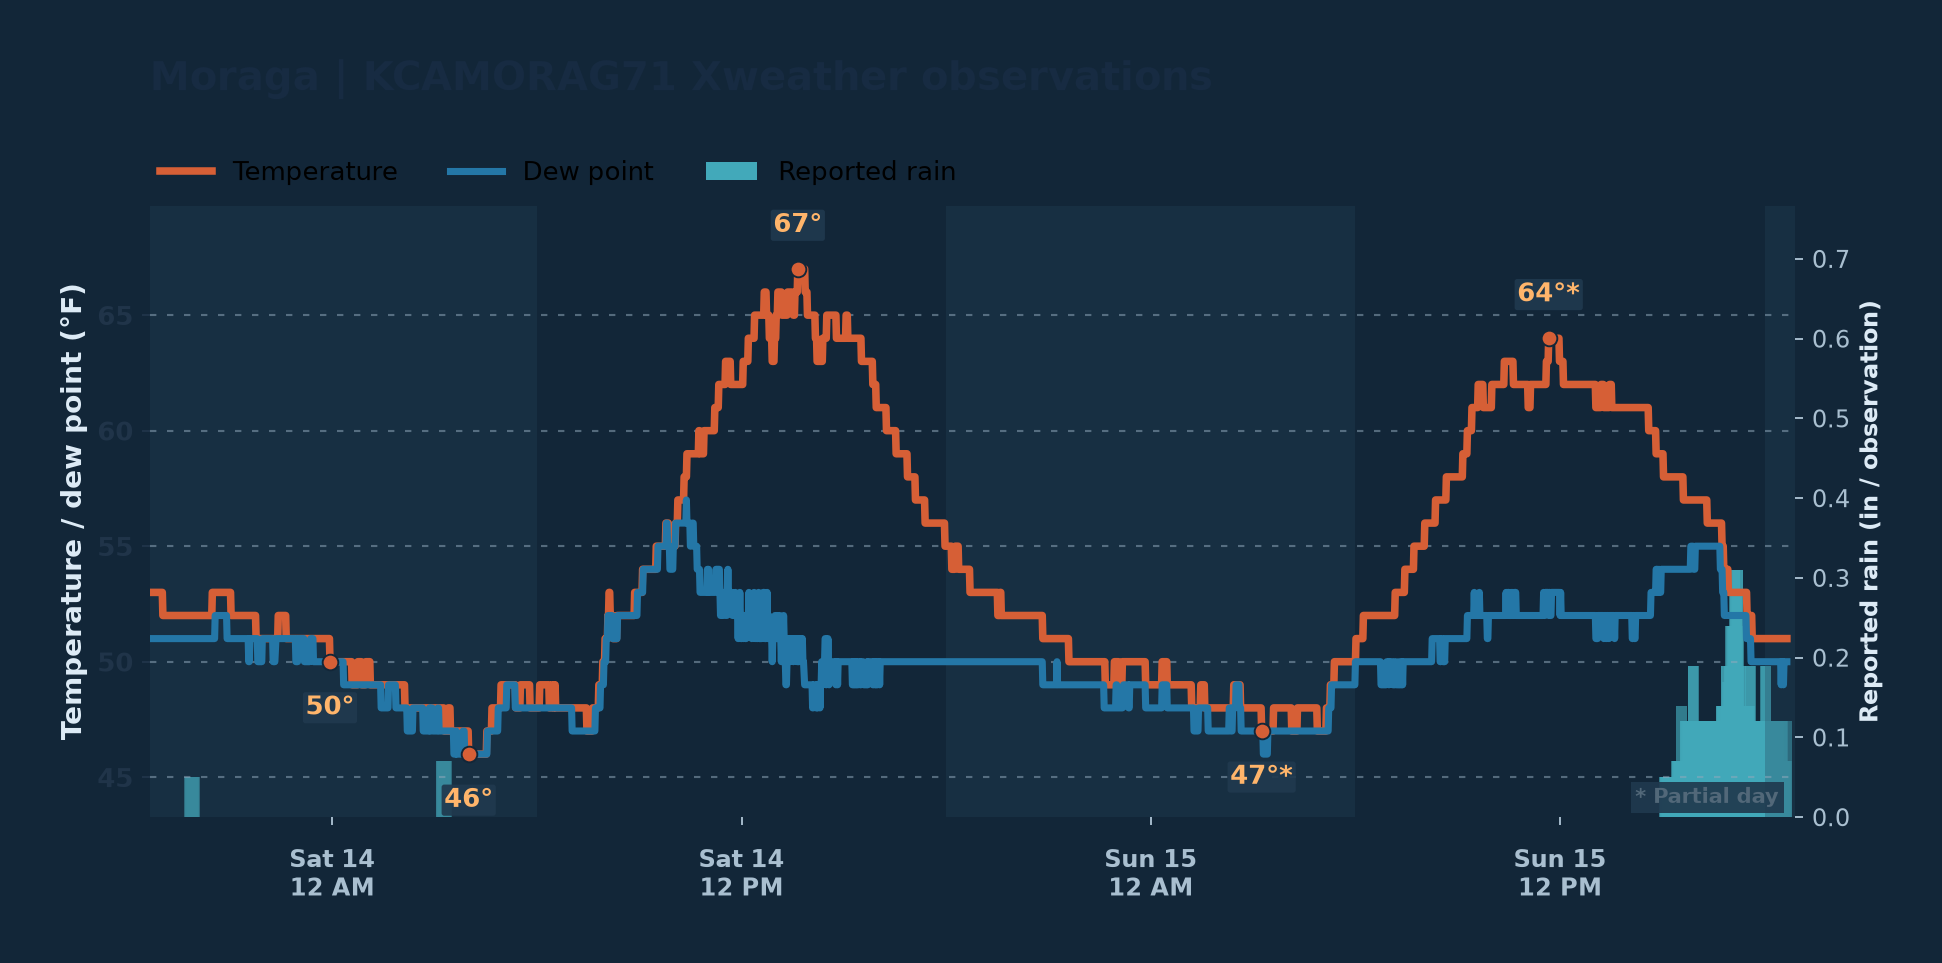 Moraga | KCAMORAG71 Xweather observations
Temperature
Dew point
Reported rain
Temperature / dew point (°F)
65
60
55
50
45
67°
64°*
50°
46°
47°*
* Partial day
0.7
0.6
0.5
0.4
0.3
0.2
0.1
0.0
Reported rain (in / observation)
Sat 14
12 AM
Sat 14
12 PM
Sun 15
12 AM
Sun 15
12 PM